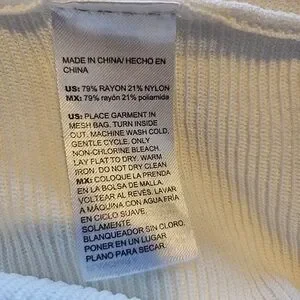 MADE IN CHINA/ HECHO EN
CHINA
US: 79% RAYON 21% NYLON
MX: 79% rayón 21% poliamida
US: PLACE GARMENT IN
MESH BAG. TURN INSIDE
OUT. MACHINE WASH COLD,
GENTLE CYCLE. ONLY
NON-CHLORINE BLEACH.
LAY FLAT TO DRY. WARM
IRON. DO NOT DRY CLEAN
MX: COLOQUE LA PRENDA
EN LA BOLSA DE MALLA.
VOLTEAR AL REVÉS. LAVAR
A MÁQUINA CON AGUA FRÍA
EN CICLO SUAVE.
SOLAMENTE
BLANQUEADOR SIN CLORO.
PONER EN UN LUGAR
PLANO PARA SECAR.